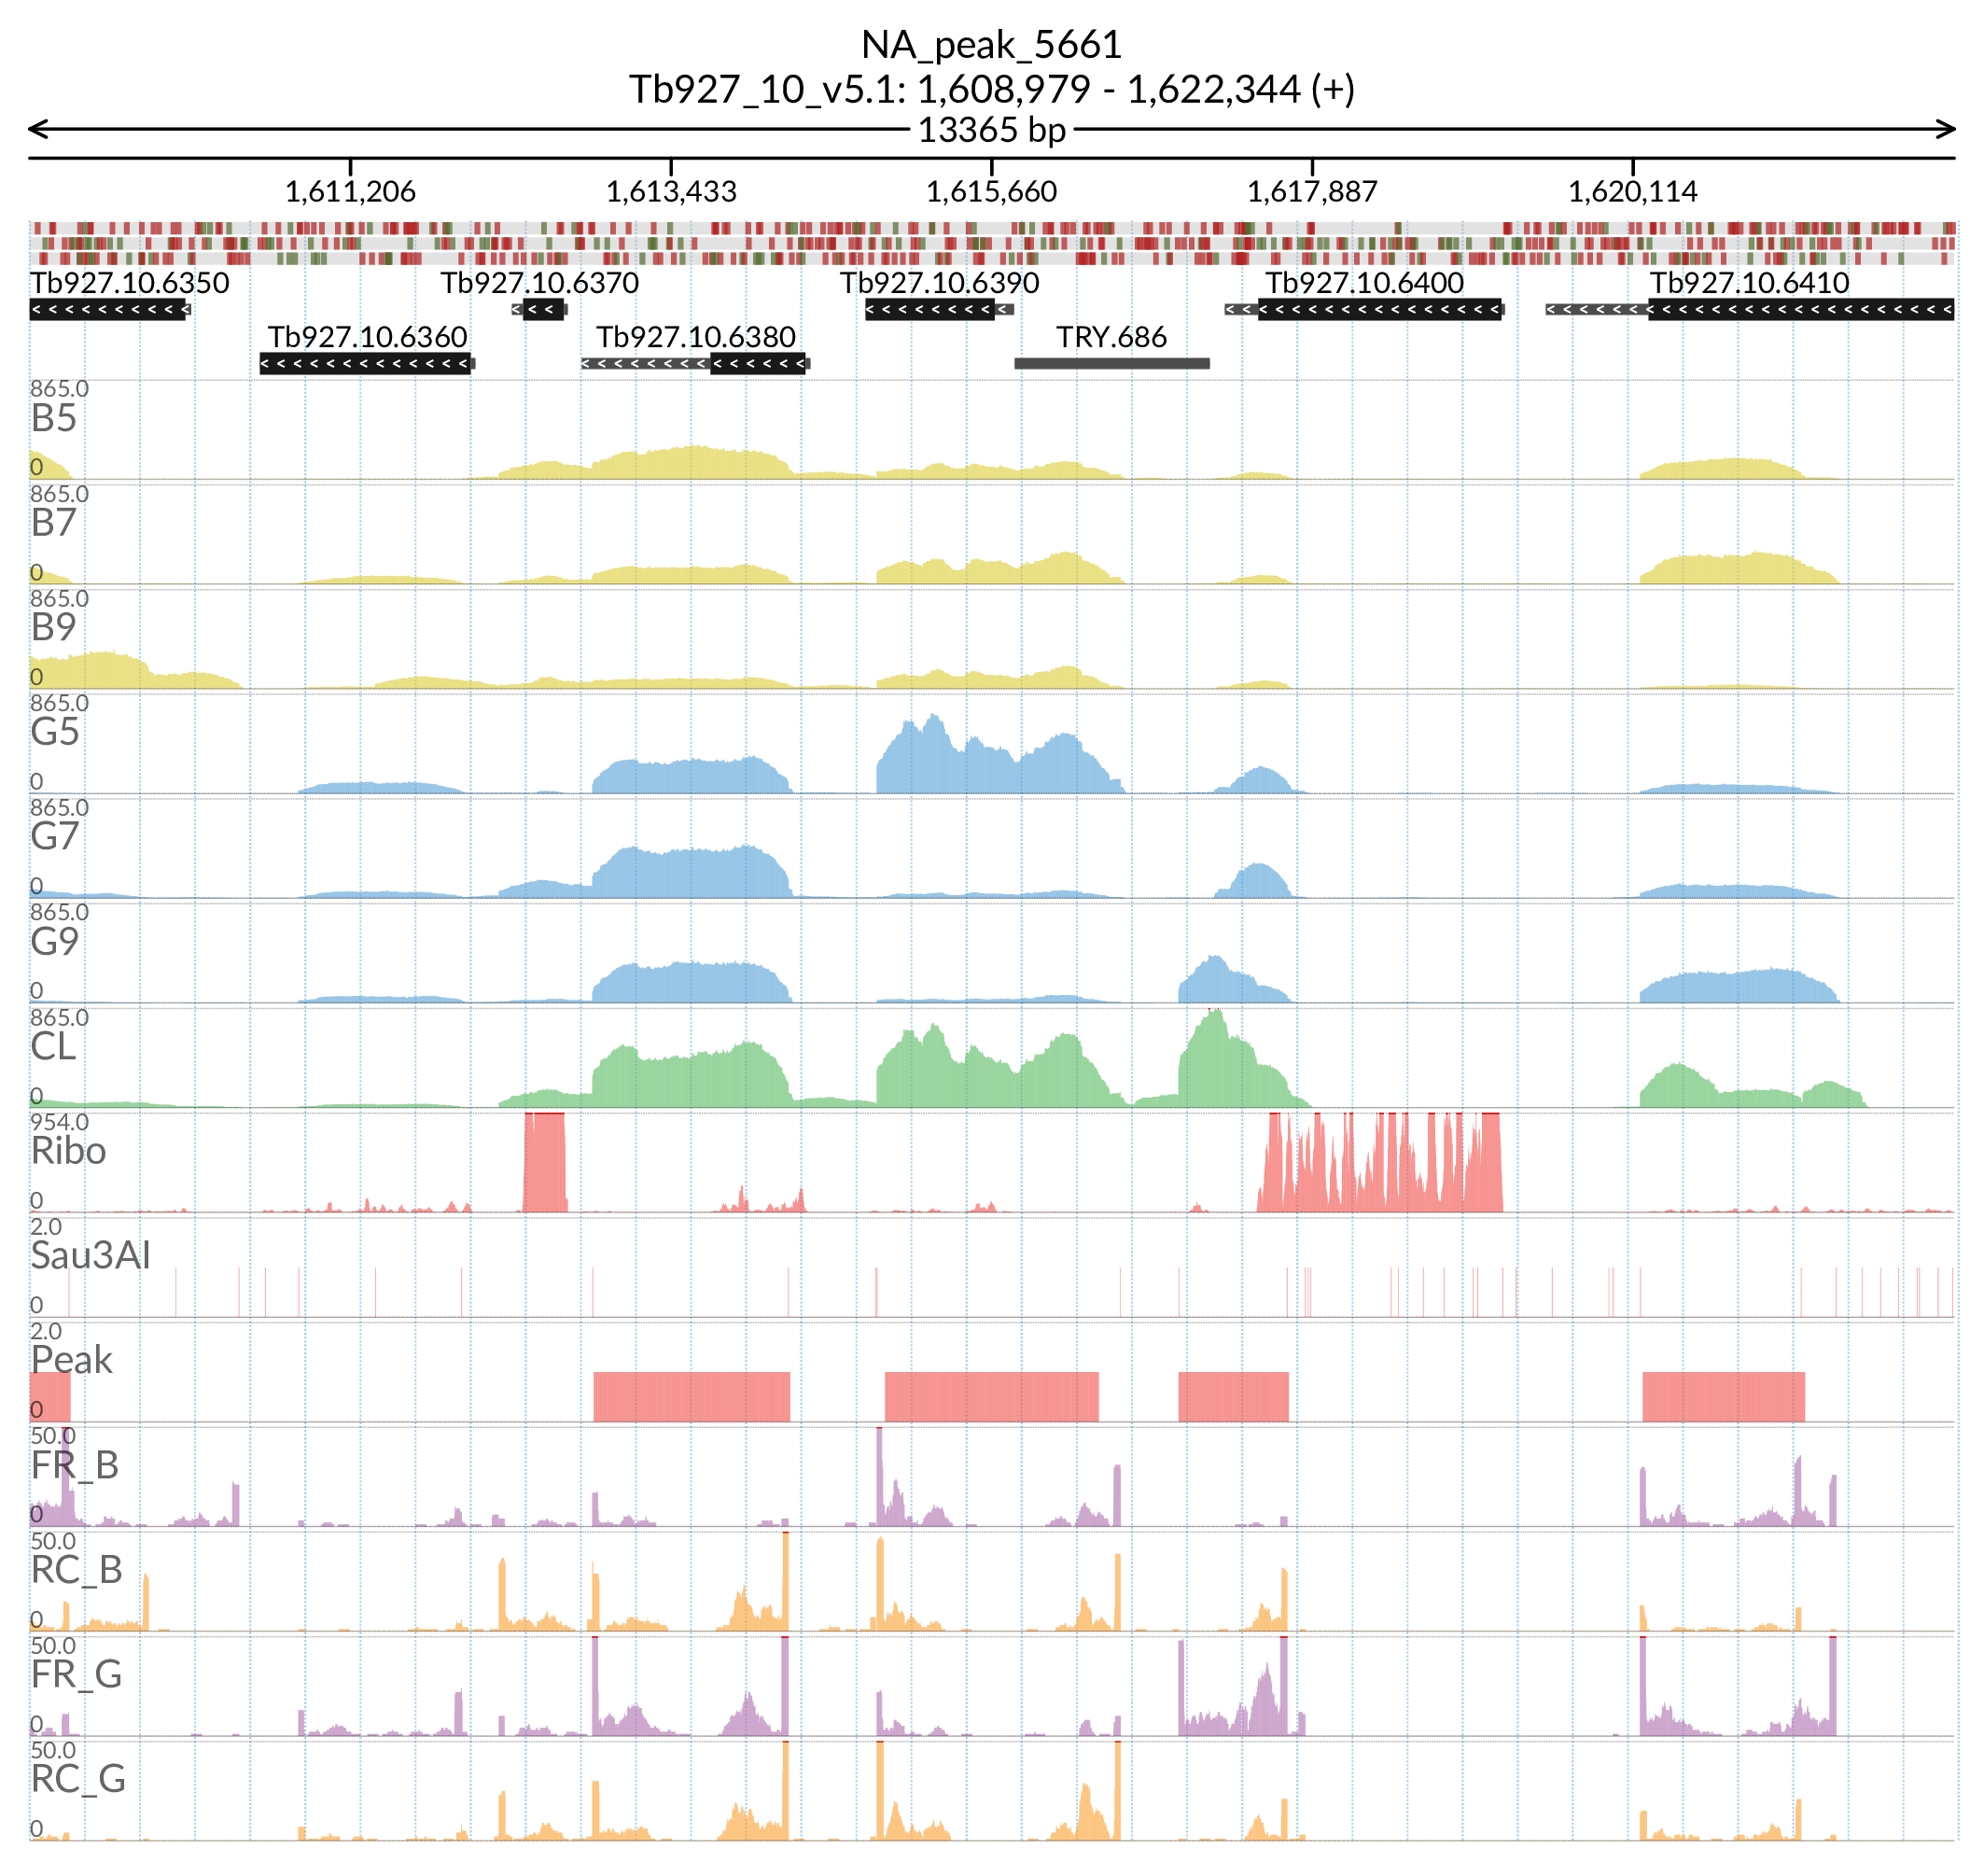 NA_peak_5661
Tb927_10_v5.1: 1,608,979 - 1,622,344 (+)
13365 bp
1,611,206 1,613,433 1,615,660 1,617,887 1,620,114
Tb927.10.6350 Tb927.10.6370 Tb927.10.6390 Tb927.10.6400 Tb927.10.6410
Tb927.10.6360 Tb927.10.6380 TRY.686
865.0
B5
0
865.0
B7
0
865.0
B9
0
865.0
G5
0
865.0
G7
0
865.0
G9
0
865.0
CL
0
954.0
Ribo
0
2.0
Sau3AI
0
2.0
Peak
0
50.0
FR_B
0
50.0
RC_B
0
50.0
FR_G
0
50.0
RC_G
0